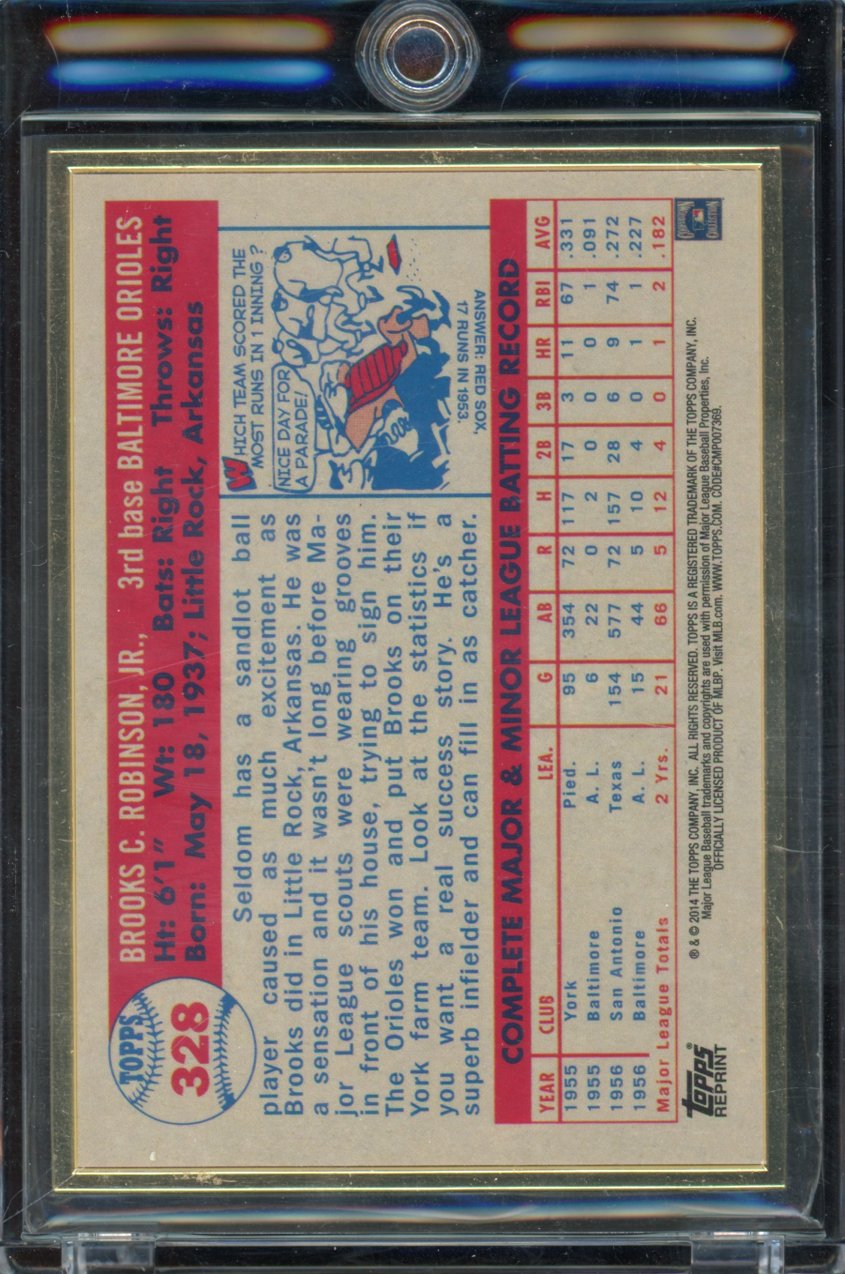 TOPPS
328
BROOKS C. ROBINSON, JR., 3rd base BALTIMORE ORIOLES
Ht: 6'1" Wt: 180 Bats: Right Throws: Right
Born: May 18, 1937; Little Rock, Arkansas
Seldom has a sandlot ball
player caused as much excitement as
Brooks did in Little Rock, Arkansas. He was
a sensation and it wasn't long before Ma-
jor League scouts were wearing grooves
in front of his house, trying to sign him.
The Orioles won and put Brooks on their
York farm team. Look at the statistics if
you want a real success story. He's a
superb infielder and can fill in as catcher.
WHICH TEAM SCORED THE
MOST RUNS IN 1 INNING?
NICE DAY FOR
A PARADE!
ANSWER: RED SOX,
17 RUNS IN 1953.
COMPLETE MAJOR & MINOR LEAGUE BATTING RECORD
YEAR CLUB LEA. G AB R H 2B 3B HR RBI AVG
1955 York Pied. 95 354 72 117 17 3 11 67 .331
1955 Baltimore A. L. 6 22 0 2 0 0 0 1 .091
1956 San Antonio Texas 154 577 72 157 28 6 9 74 .272
1956 Baltimore A. L. 15 44 5 10 4 0 1 1 .227
Major League Totals 2 Yrs. 21 66 5 12 4 0 1 2 .182
topps®
REPRINT
® & © 2014 THE TOPPS COMPANY, INC. ALL RIGHTS RESERVED. TOPPS IS A REGISTERED TRADEMARK OF THE TOPPS COMPANY, INC.
Major League Baseball trademarks and copyrights are used with permission of Major League Baseball Properties, Inc.
OFFICIALLY LICENSED PRODUCT OF MLBP. Visit MLB.com. WWW.TOPPS.COM. CODE#CMP007369.
COOPERSTOWN
COLLECTION